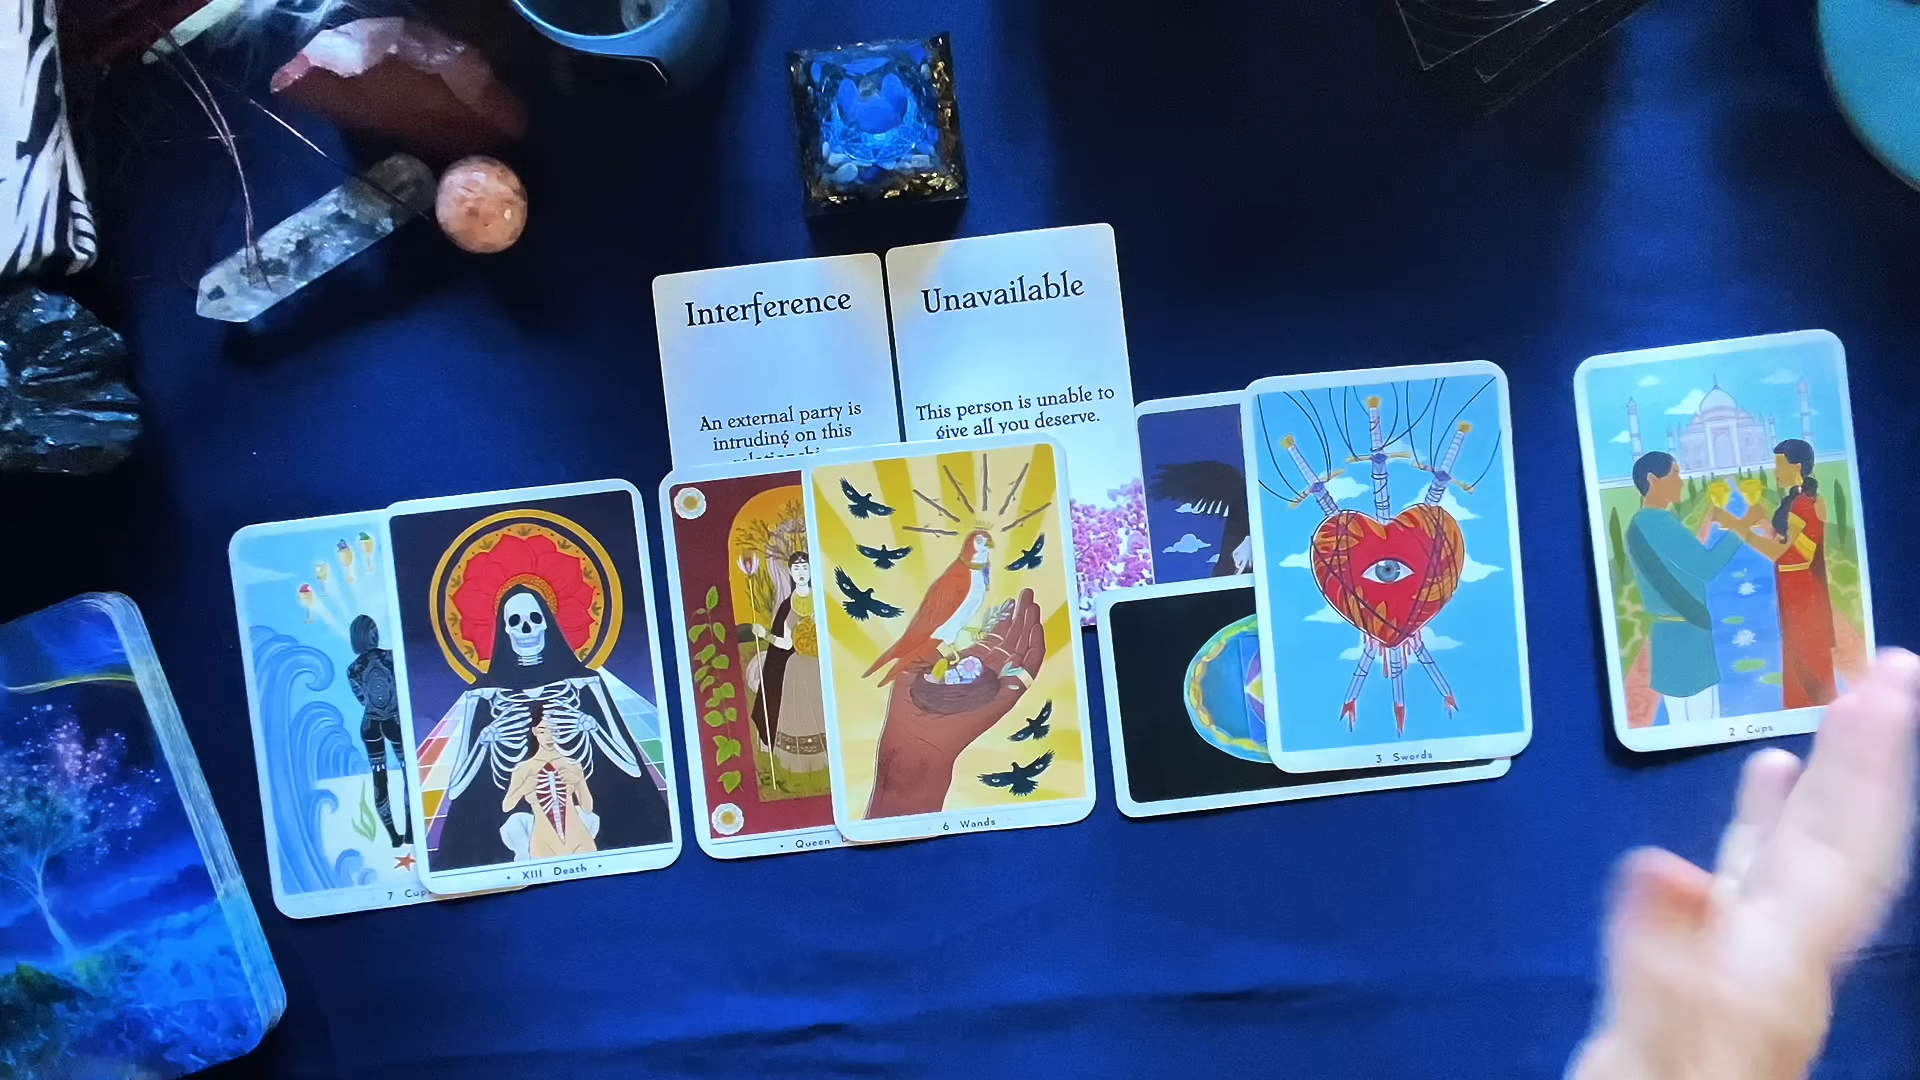 Interference
An external party is
intruding on this
Unavailable
This person is unable to
give all you deserve.
7 Cups
XIII Death
Queen
6 Wands
3 Swords
2 Cups